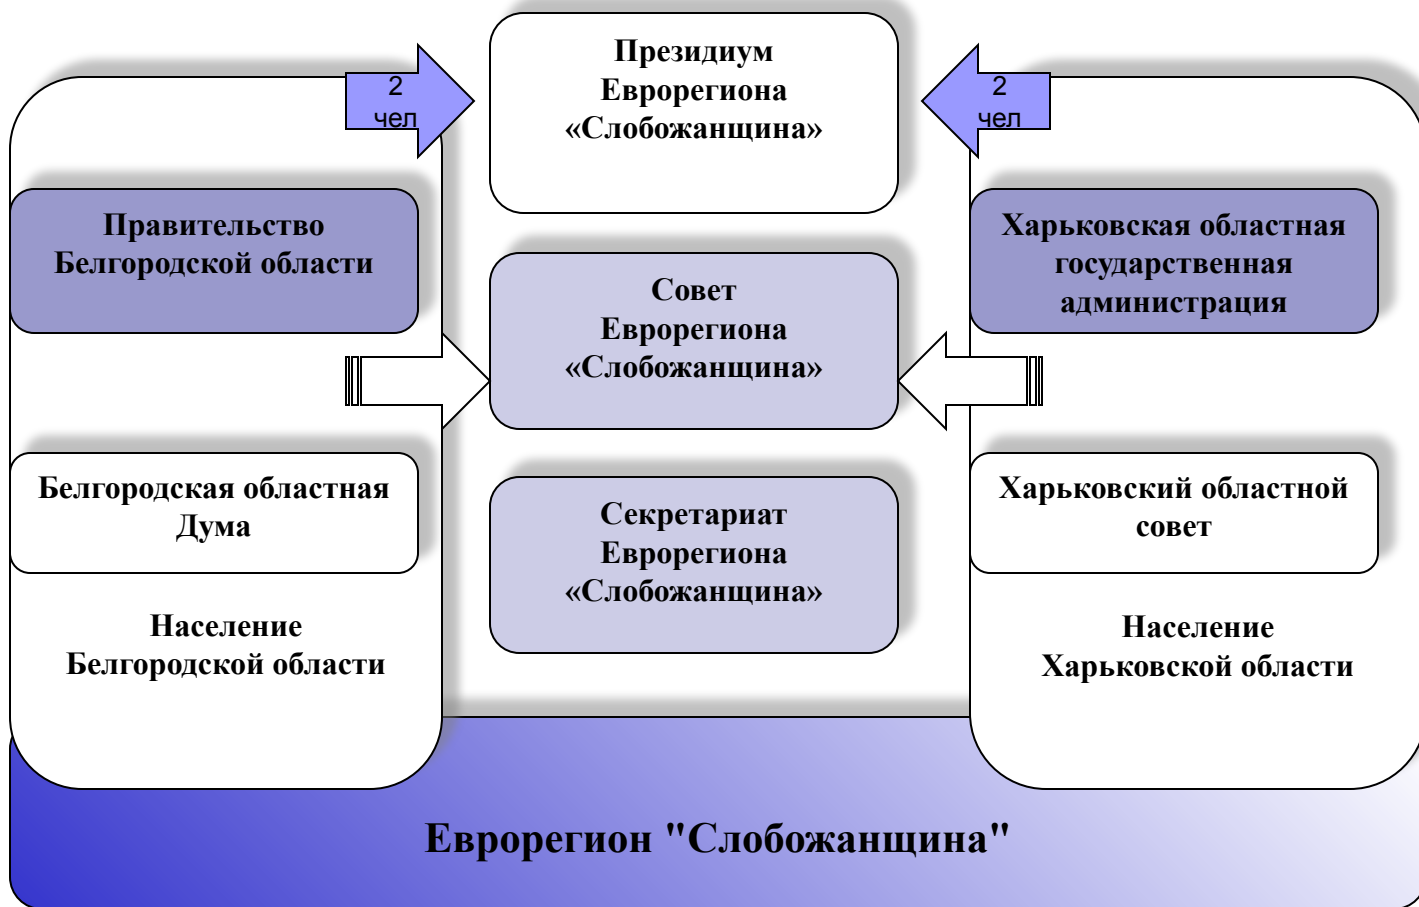 Президиум
Еврорегиона
«Слобожанщина»
2
чел
2
чел
Правительство
Белгородской области
Харьковская областная
государственная
администрация
Совет
Еврорегиона
«Слобожанщина»
Белгородская областная
Дума
Харьковский областной
совет
Секретариат
Еврорегиона
«Слобожанщина»
Население
Белгородской области
Население
Харьковской области
Еврорегион "Слобожанщина"